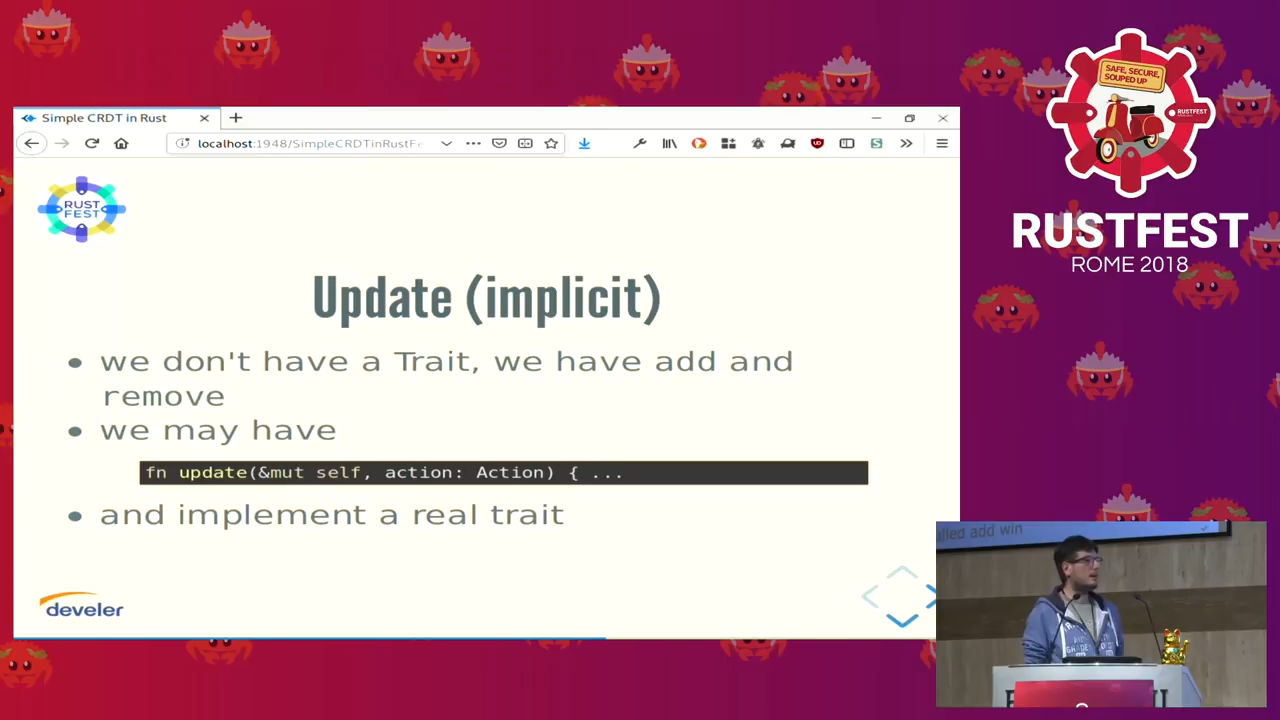 Simple CRDT in Rust
localhost:1948/SimpleCRDTinRustFe
RUST
FEST
Update (implicit)
• we don't have a Trait, we have add and
remove
• we may have
fn update(&mut self, action: Action) { ...
• and implement a real trait
develer
SAFE, SECURE,
SOUPED UP
RUSTFEST
RUSTFEST
ROME 2018
alled add win